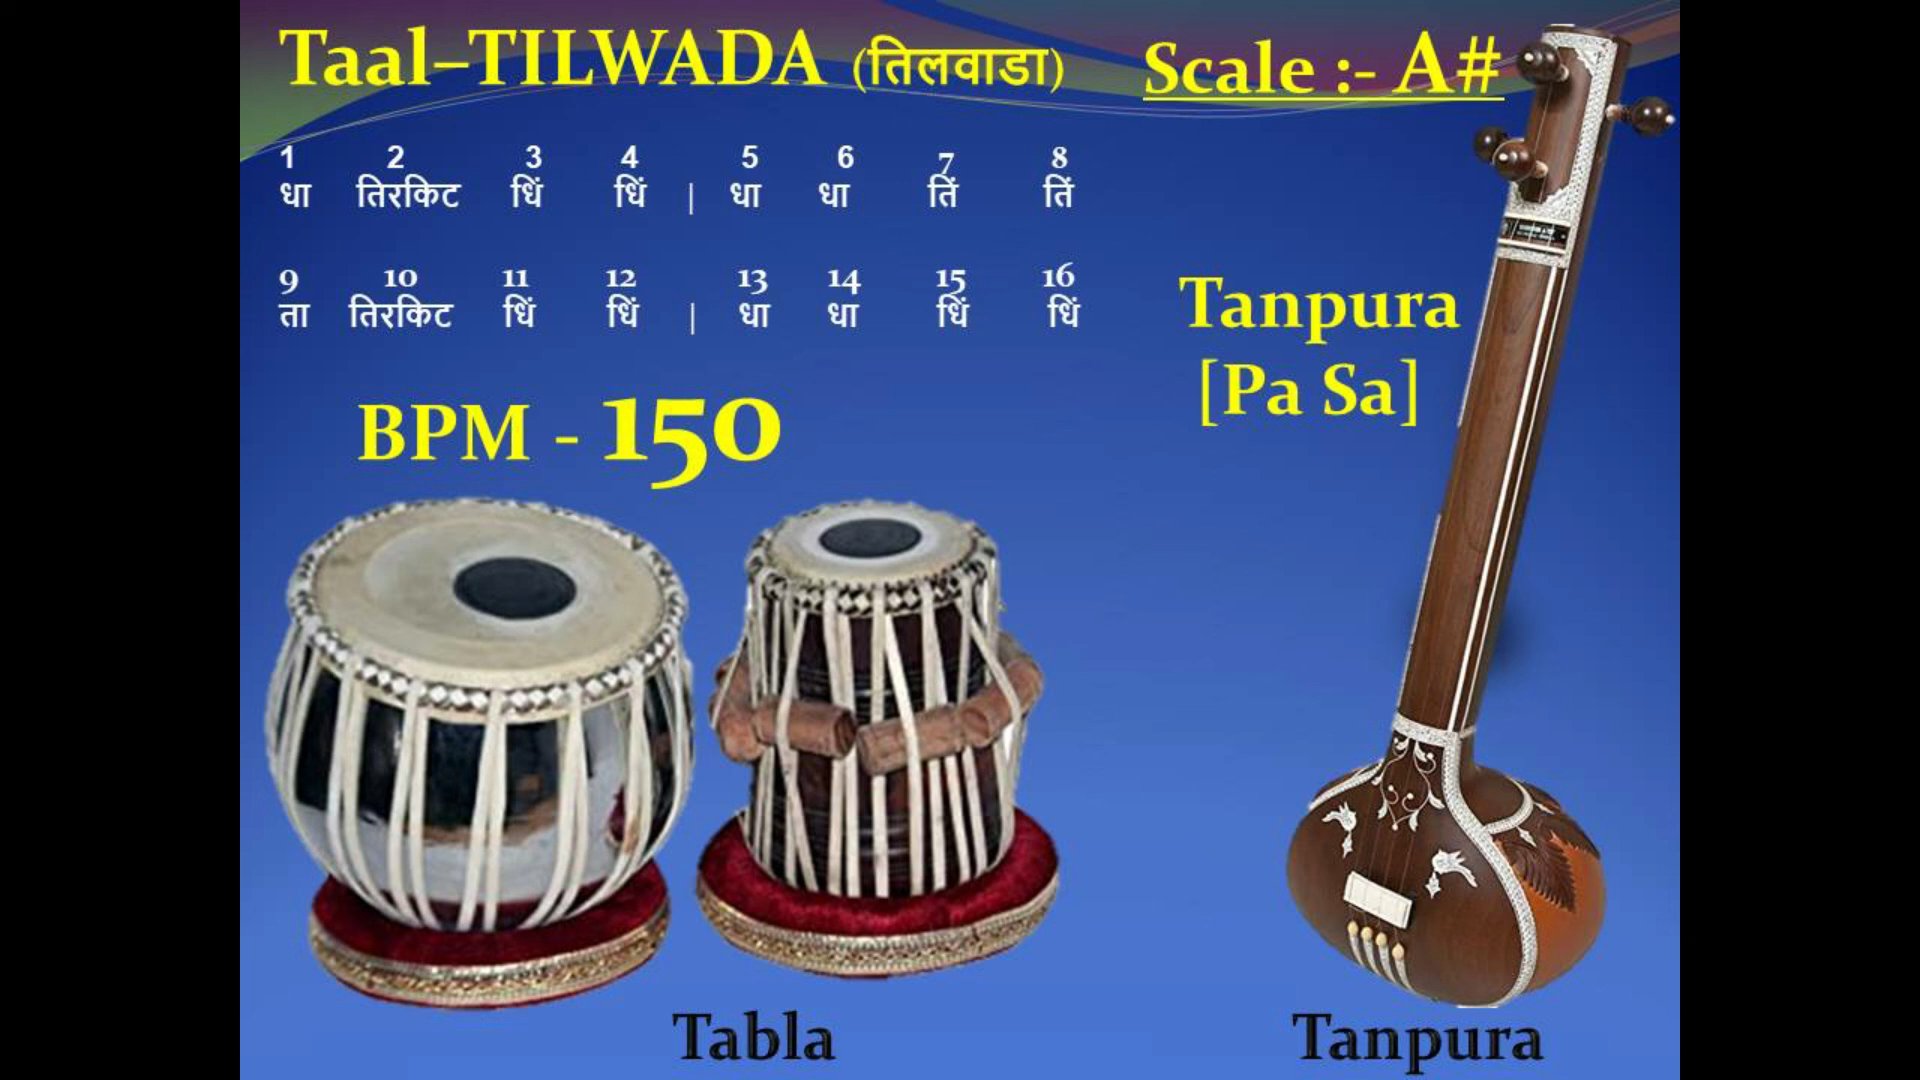 Taal–TILWADA (तिलवाडा) Scale :- A#
1 2 3 4 5 6 7 8
धा तिरकिट धिं धिं | धा धा तिं तिं
9 10 11 12 13 14 15 16
ता तिरकिट धिं धिं | धा धा धिं धिं
Tanpura
[Pa Sa]
BPM - 150
Tabla
Tanpura